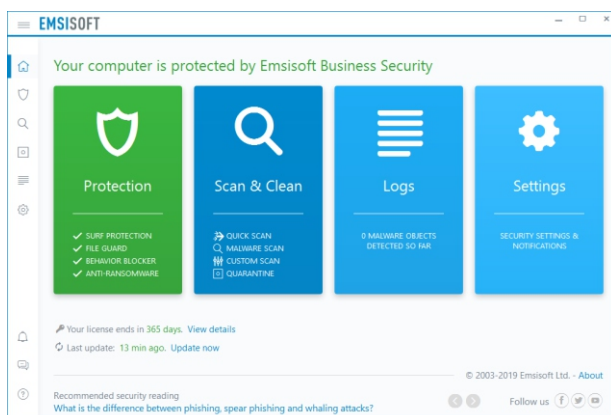 EMSISOFT
Your computer is protected by Emsisoft Business Security
Protection
SURF PROTECTION
FILE GUARD
BEHAVIOR BLOCKER
ANTI-RANSOMWARE
Scan & Clean
QUICK SCAN
MALWARE SCAN
CUSTOM SCAN
QUARANTINE
Logs
0 MALWARE OBJECTS
DETECTED SO FAR
Settings
SECURITY SETTINGS &
NOTIFICATIONS
Your license ends in 365 days. View details
Last update: 13 min ago. Update now
© 2003-2019 Emsisoft Ltd. - About
Recommended security reading
What is the difference between phishing, spear phishing and whaling attacks?
Follow us